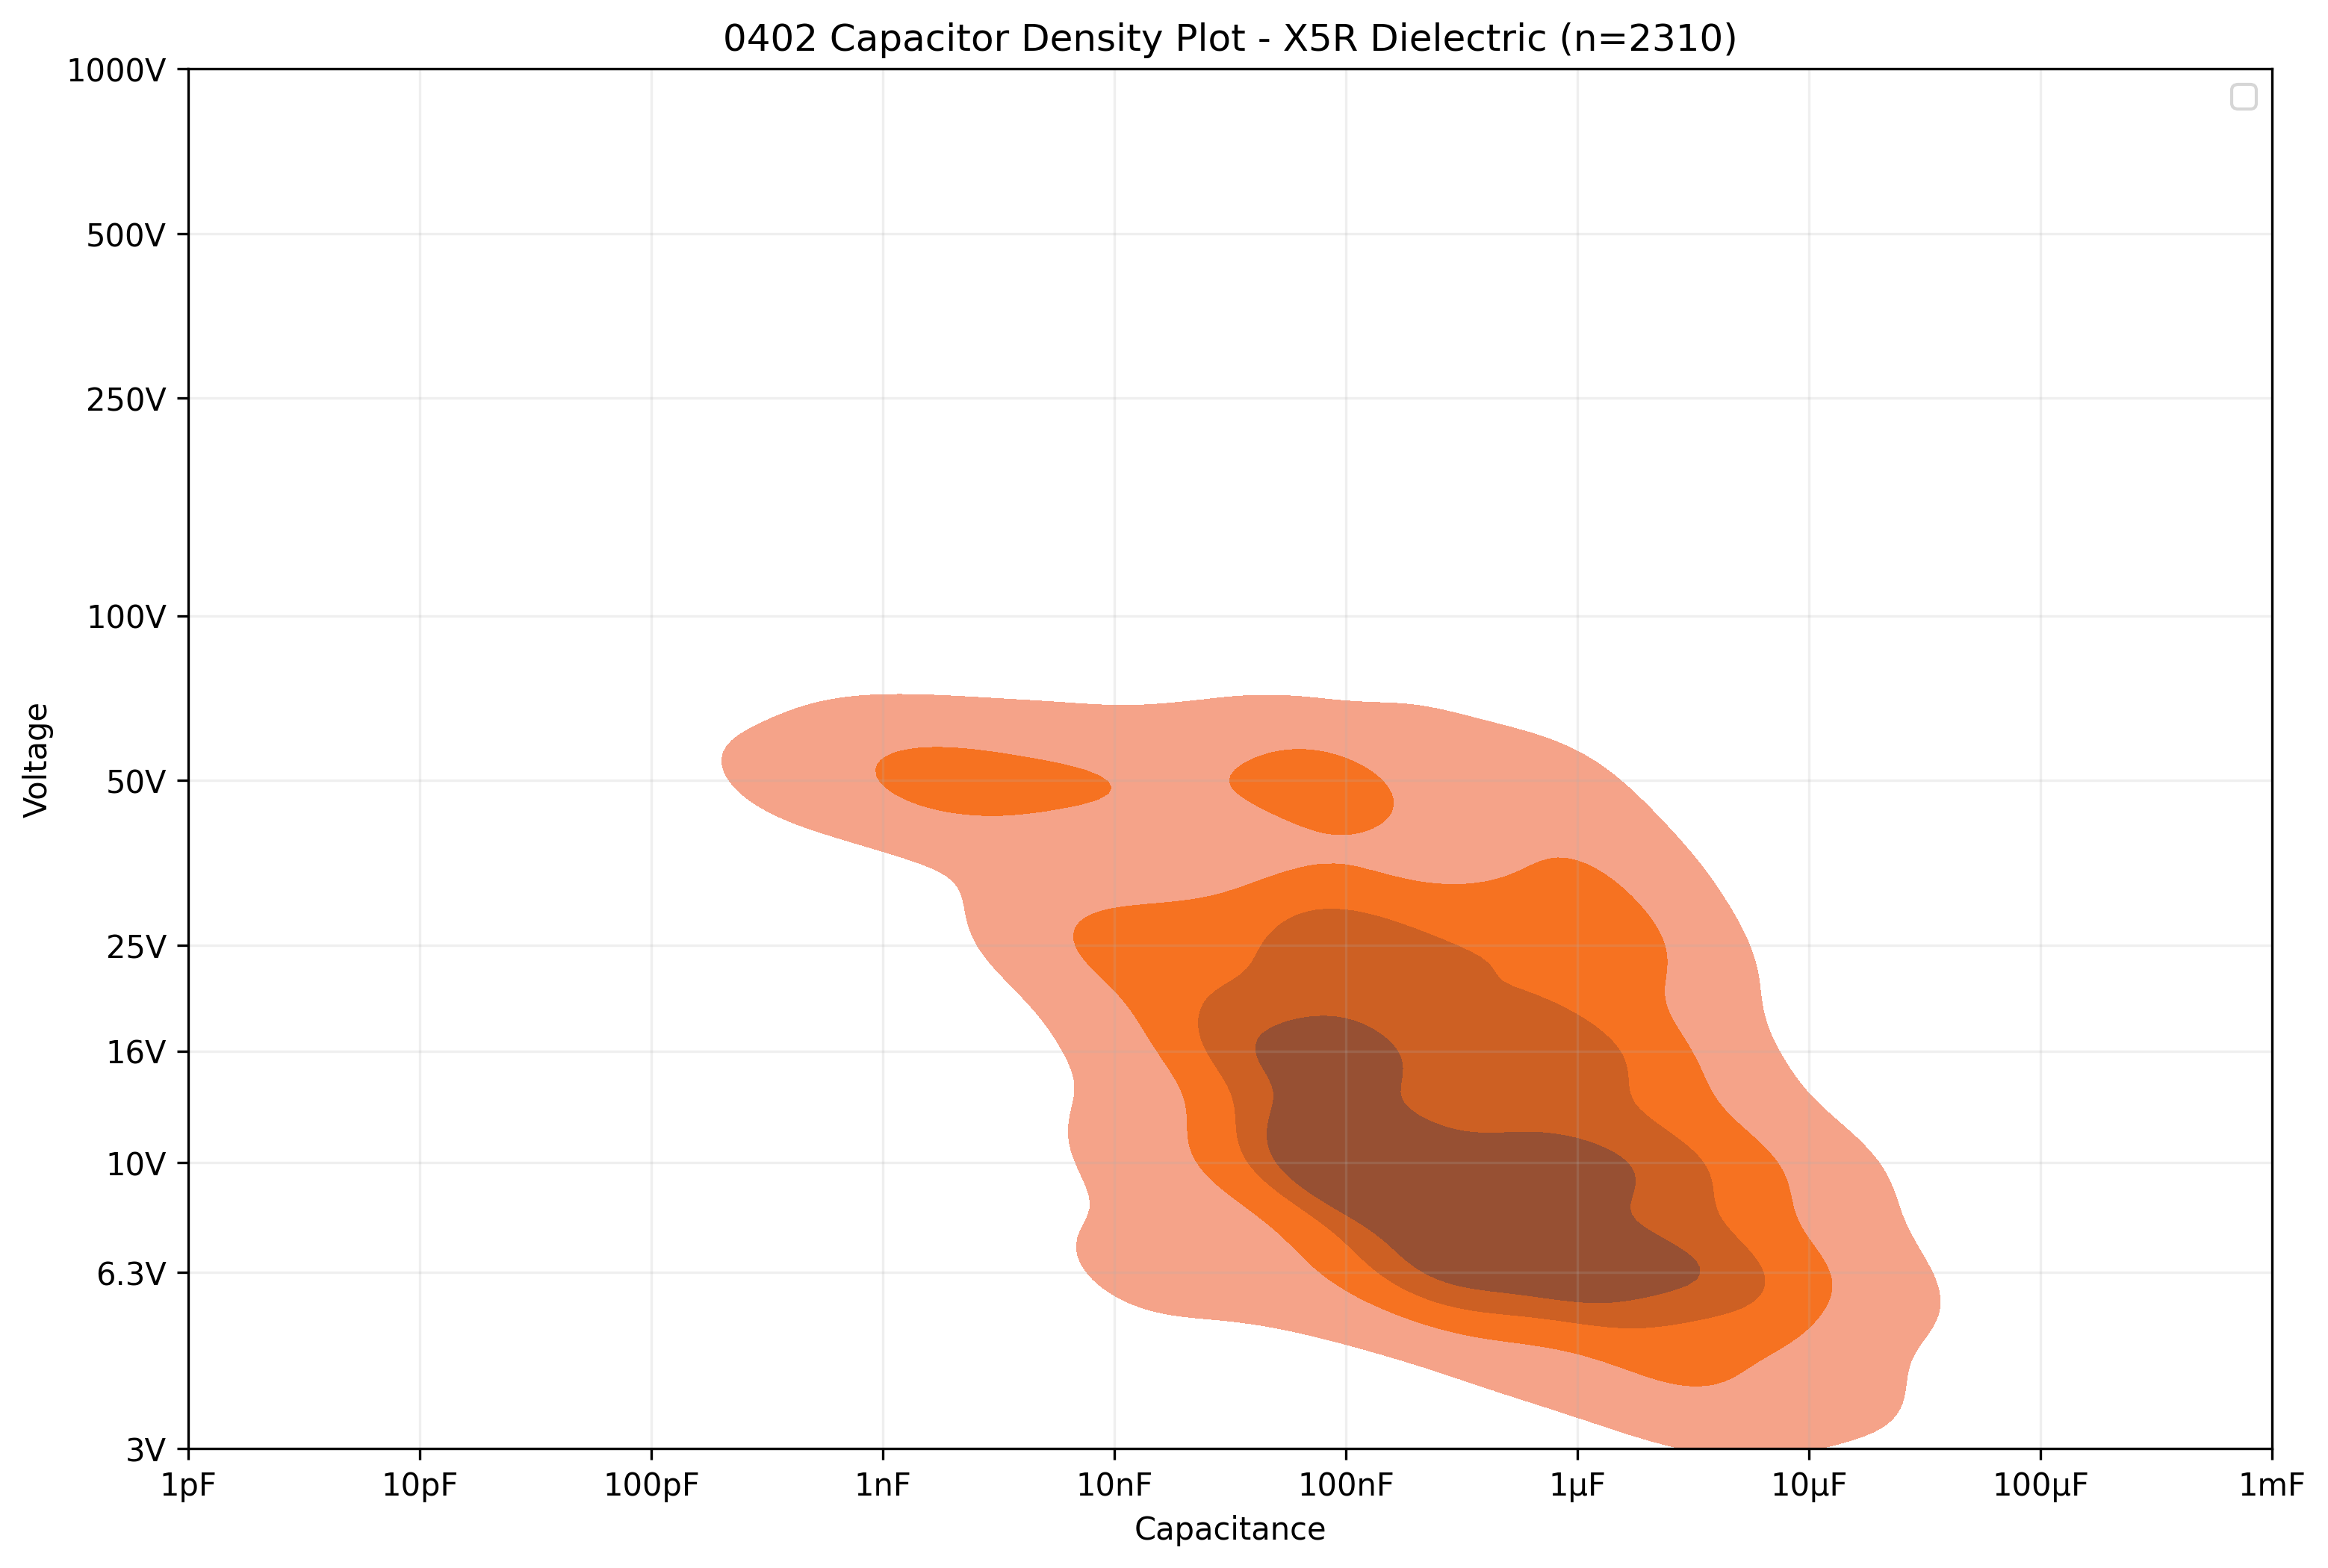 0402 Capacitor Density Plot - X5R Dielectric (n=2310)
1000V
500V
250V
100V
50V
25V
16V
10V
6.3V
3V
Voltage
1pF
10pF
100pF
1nF
10nF
100nF
1µF
10µF
100µF
1mF
Capacitance